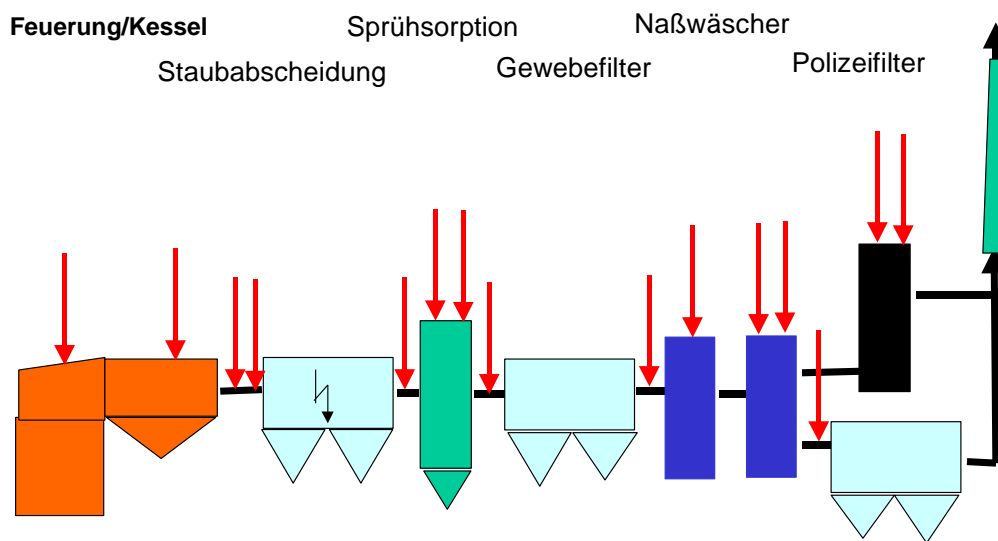 Feuerung/Kessel
Sprühsorption
Naßwäscher
Staubabscheidung
Gewebefilter
Polizeifilter